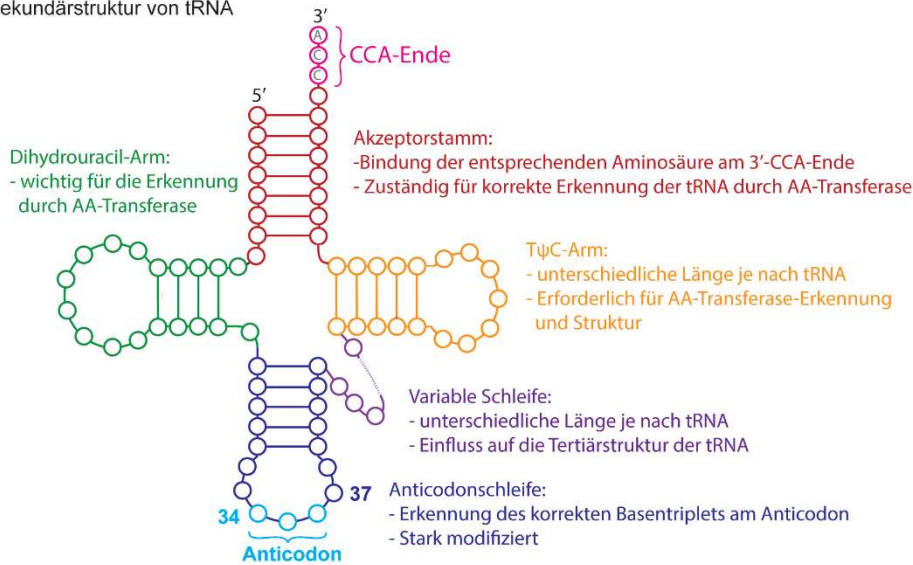 ekundärstruktur von tRNA
3’
A
C
C
CCA-Ende
5’
Akzeptorstamm:
-Bindung der entsprechenden Aminosäure am 3’-CCA-Ende
- Zuständig für korrekte Erkennung der tRNA durch AA-Transferase
Dihydrouracil-Arm:
- wichtig für die Erkennung
durch AA-Transferase
TψC-Arm:
- unterschiedliche Länge je nach tRNA
- Erforderlich für AA-Transferase-Erkennung
und Struktur
Variable Schleife:
- unterschiedliche Länge je nach tRNA
- Einfluss auf die Tertiärstruktur der tRNA
Anticodonschleife:
- Erkennung des korrekten Basentriplets am Anticodon
- Stark modifiziert
37
34
Anticodon